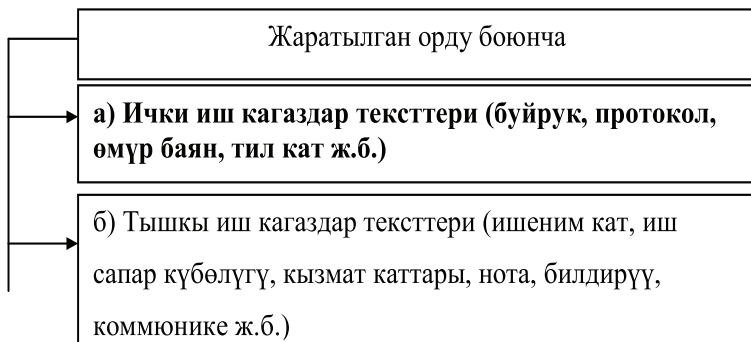 Жаратылган орду боюнча
а) Ички иш кагаздар тексттери (буйрук, протокол,
өмүр баян, тил кат ж.б.)
б) Тышкы иш кагаздар тексттери (ишеним кат, иш
сапар күбөлүгү, кызмат каттары, нота, билдирүү,
коммюнике ж.б.)